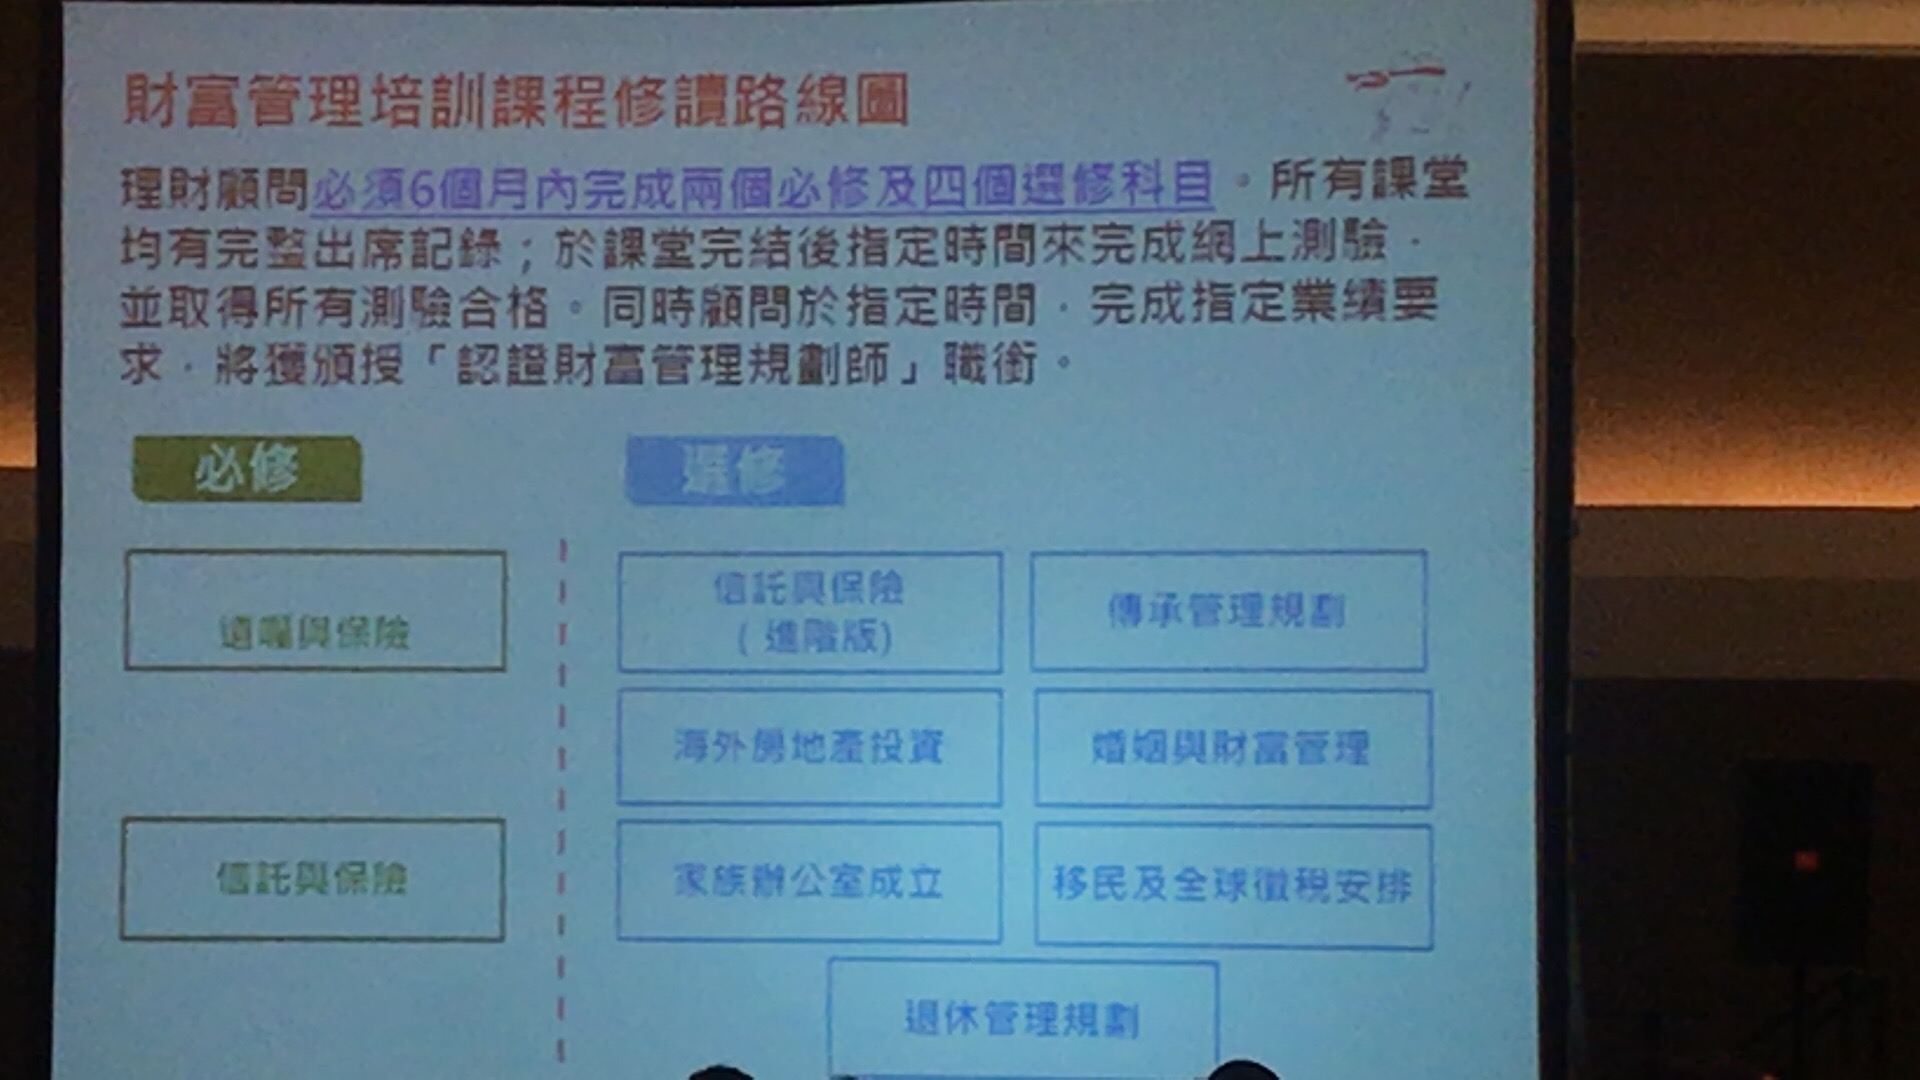 財富管理培訓課程修讀路線圖
理財顧問必須6個月內完成兩個必修及四個選修科目。所有課堂
均有完整出席記錄；於課堂完結後指定時間來完成網上測驗，
並取得所有測驗合格。同時顧問於指定時間，完成指定業績要
求，將獲頒授「認證財富管理規劃師」職銜。
必修
選修
遺囑與保險
信託與保險
信託與保險
(進階版)
傳承管理規劃
海外房地產投資
婚姻與財富管理
家族辦公室成立
移民及全球徵稅安排
退休管理規劃